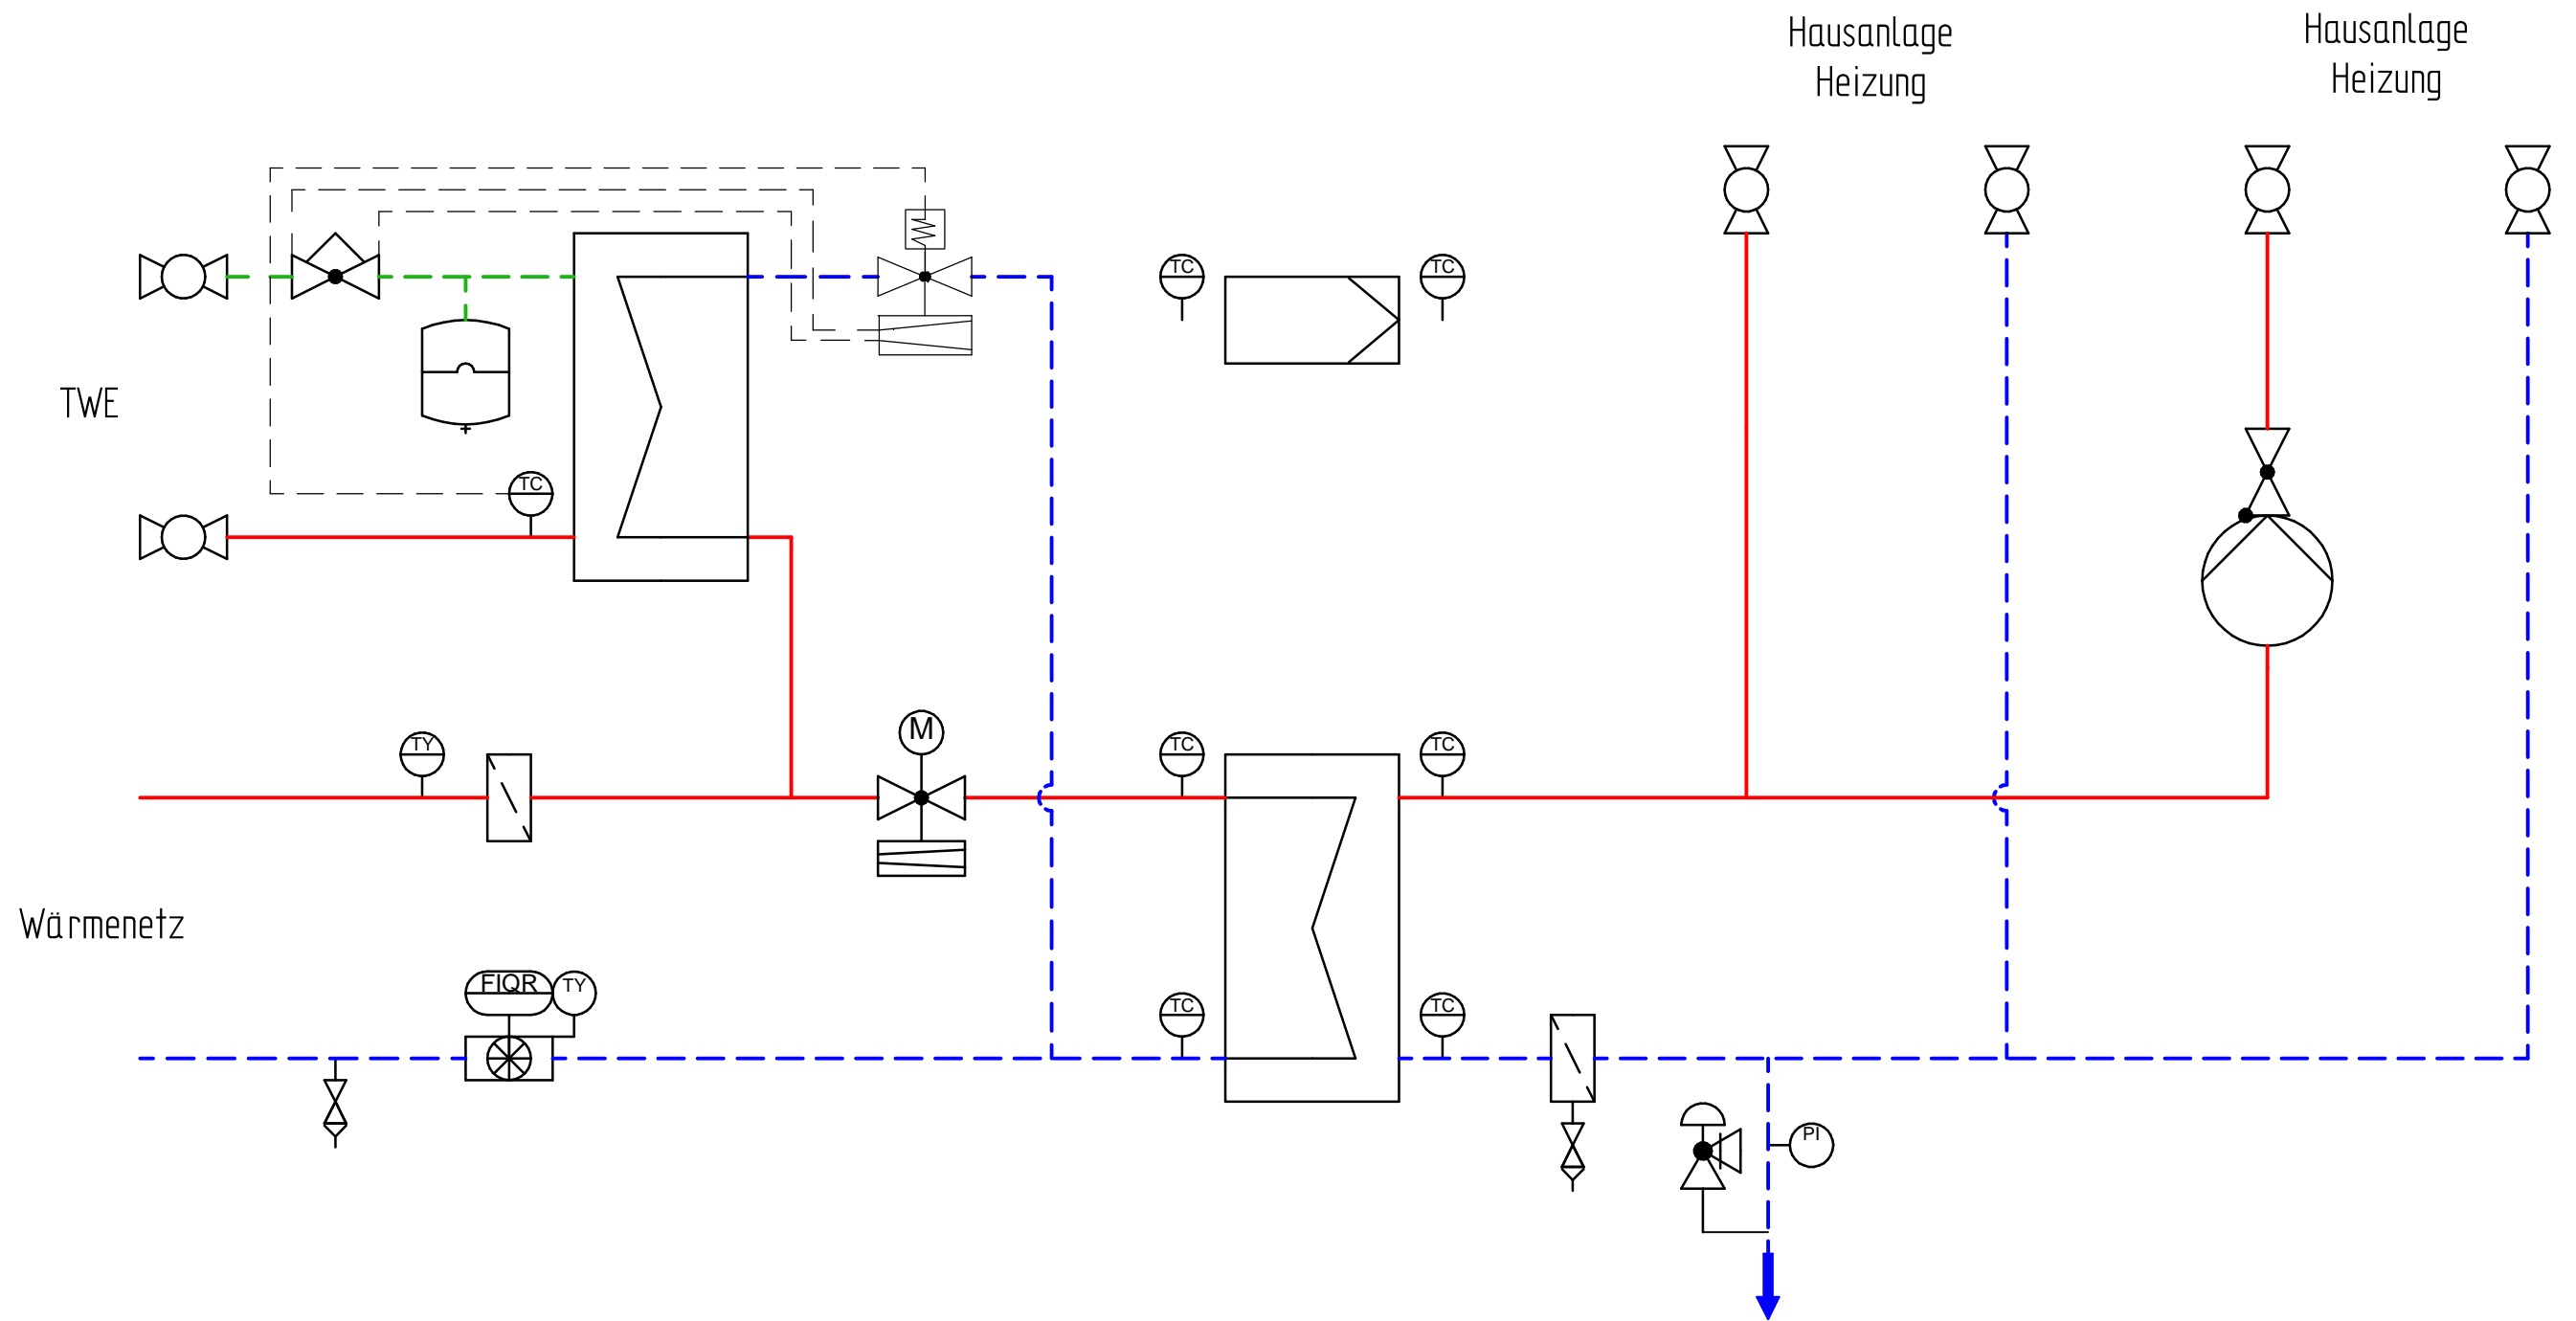 Hausanlage
Heizung
Hausanlage
Heizung
TC
TC
TWE
TC
M
TY
TC
TC
Wärmenetz
FIQR
TY
TC
TC
PI